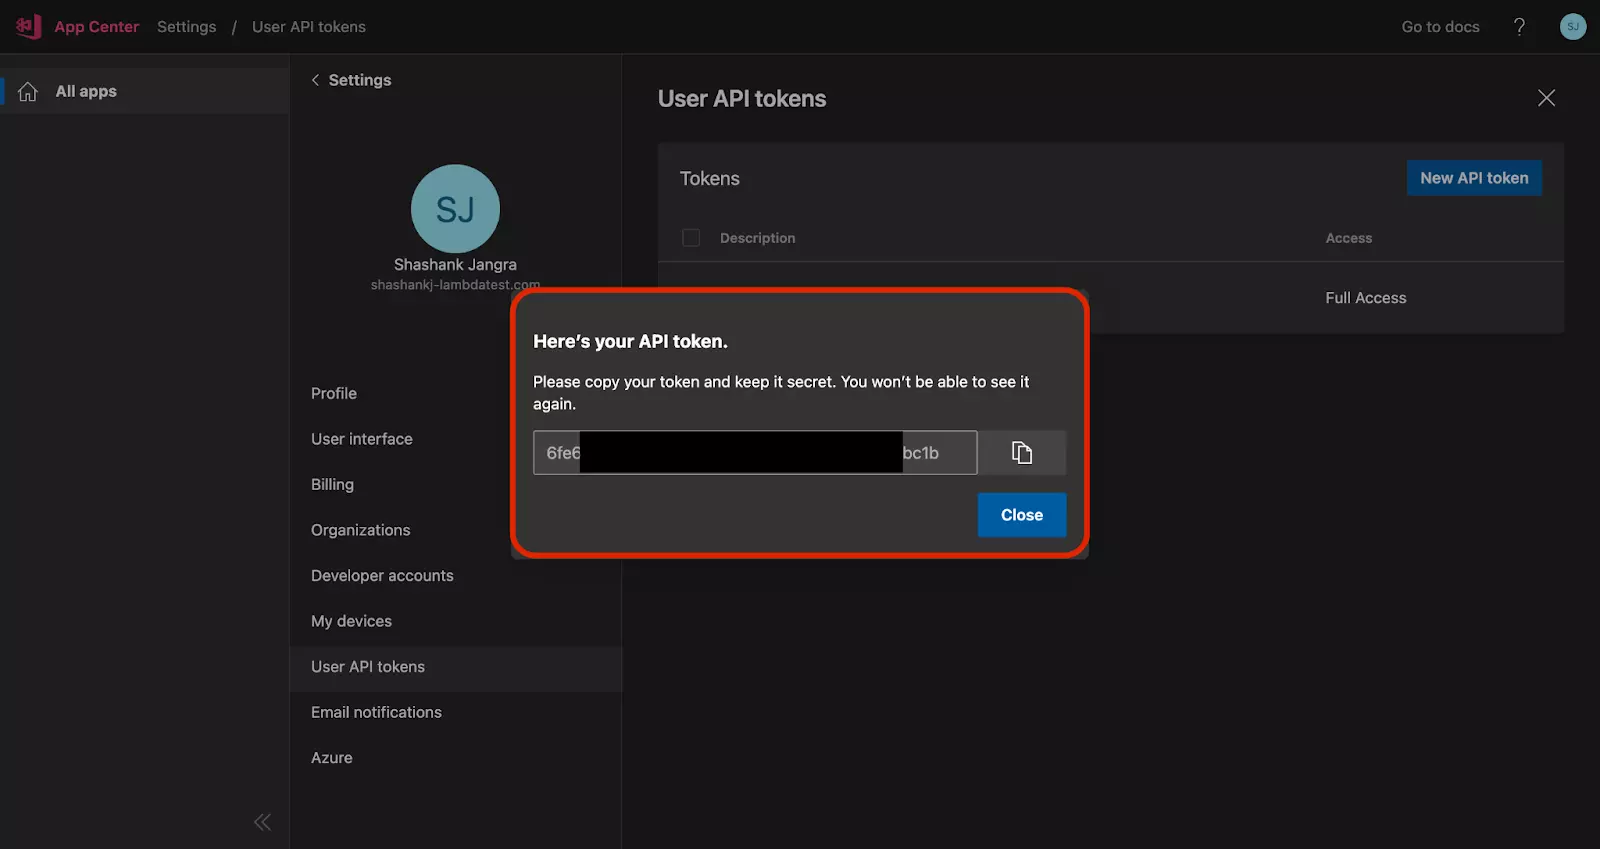 App Center Settings / User API tokens
Go to docs ? SJ
All apps
Settings
SJ
Shashank Jangra
shashankj-lambdatest.com
Profile
User interface
Billing
Organizations
Developer accounts
My devices
User API tokens
Email notifications
Azure
User API tokens
Tokens
New API token
Description Access
Full Access
Here's your API token.
Please copy your token and keep it secret. You won't be able to see it
again.
6fe6 bc1b
Close